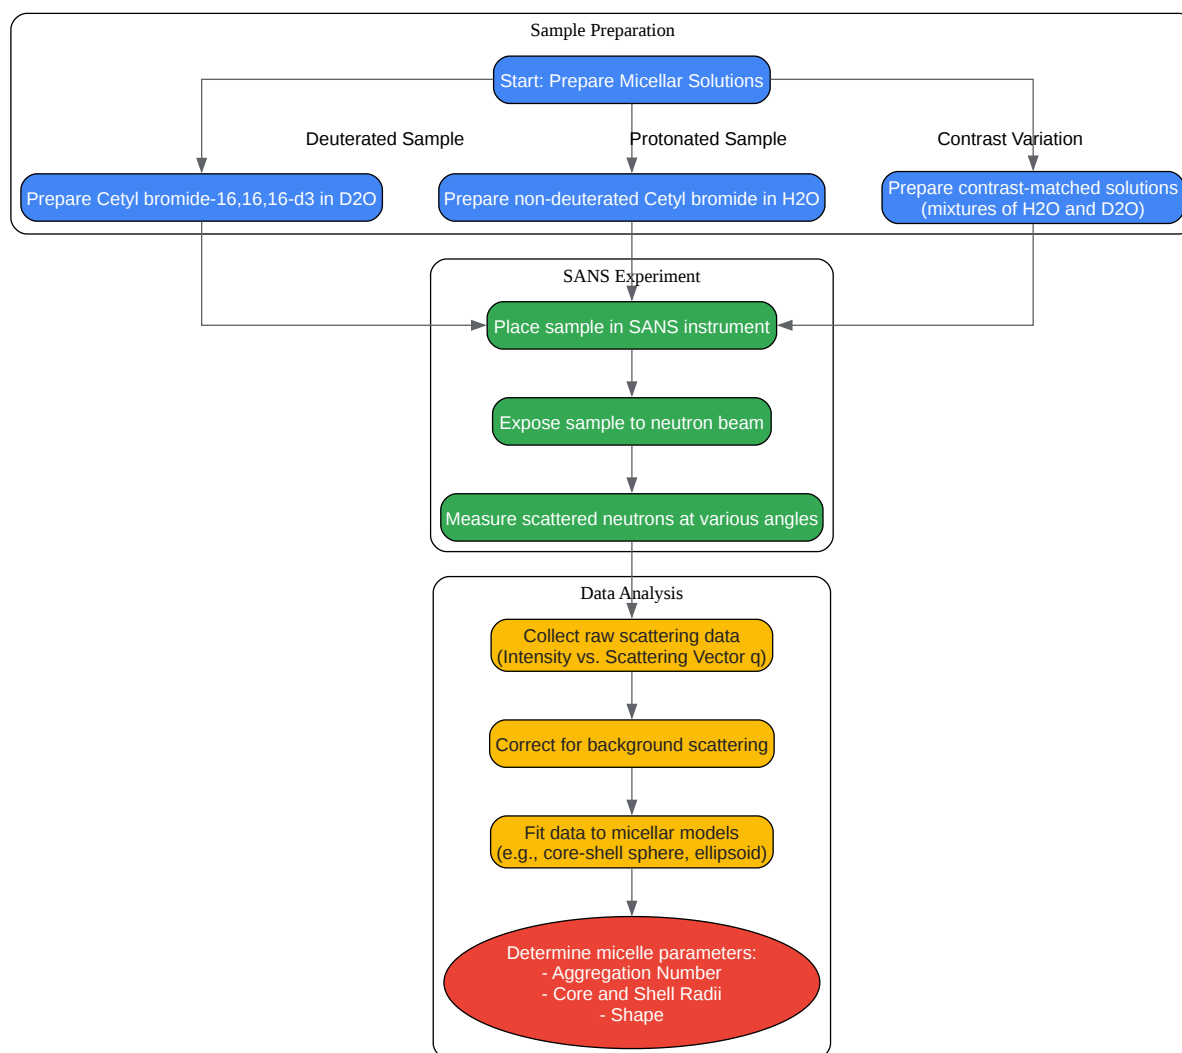 Sample Preparation
Start: Prepare Micellar Solutions
Deuterated Sample
Protonated Sample
Contrast Variation
Prepare Cetyl bromide-16,16,16-d3 in D2O
Prepare non-deuterated Cetyl bromide in H2O
Prepare contrast-matched solutions
(mixtures of H2O and D2O)
SANS Experiment
Place sample in SANS instrument
Expose sample to neutron beam
Measure scattered neutrons at various angles
Data Analysis
Collect raw scattering data
(Intensity vs. Scattering Vector q)
Correct for background scattering
Fit data to micellar models
(e.g., core-shell sphere, ellipsoid)
Determine micelle parameters:
- Aggregation Number
- Core and Shell Radii
- Shape